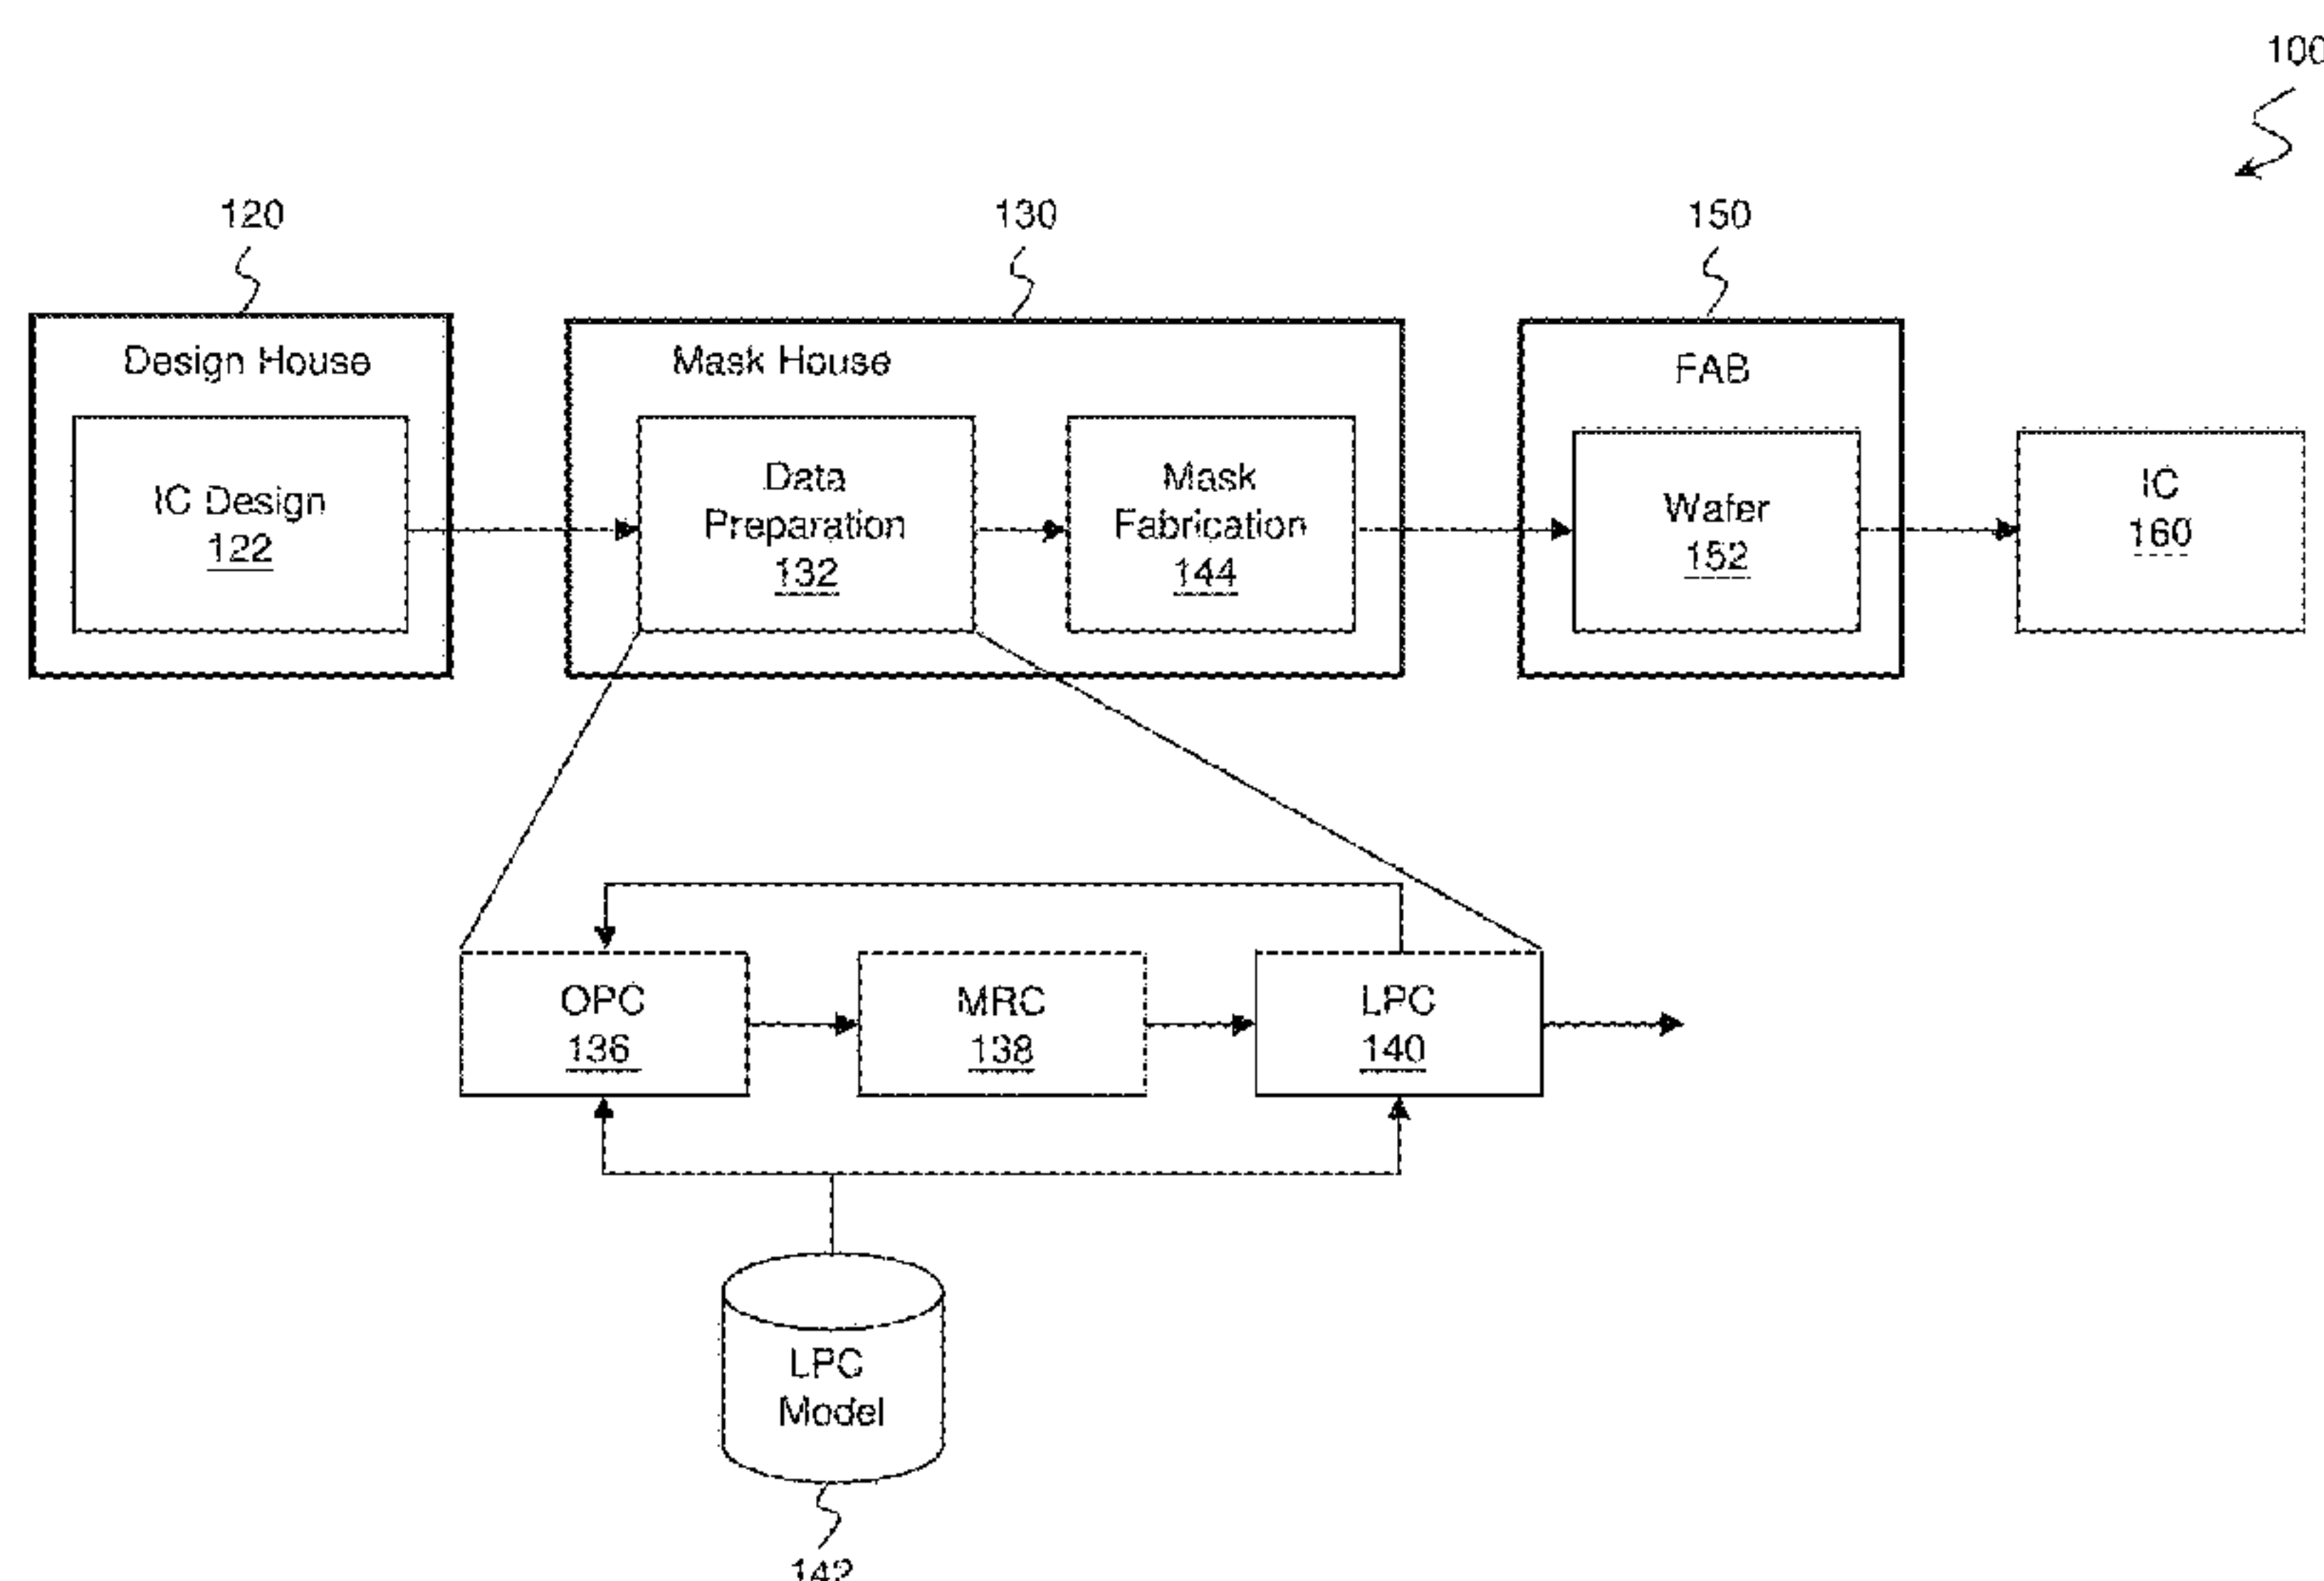 100
120
130
150
Design House
Mask House
FAB
IC Design
122
Data
Preparation
132
Mask
Fabrication
144
Wafer
152
IC
160
OPC
136
MRC
138
LPC
140
LPC
Model
142